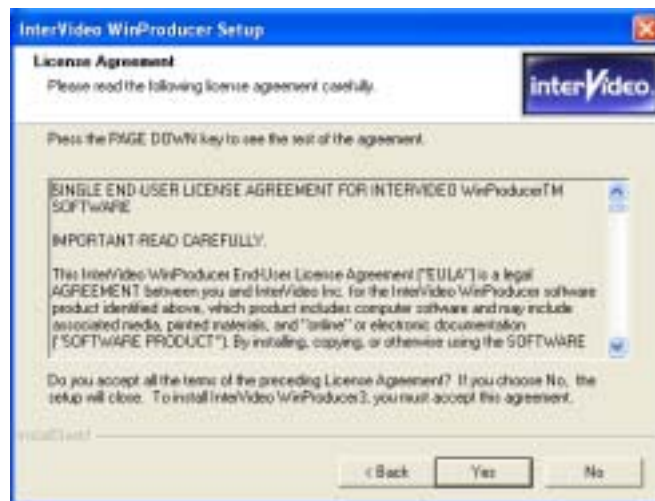 InterVideo WinProducer Setup
License Agreement
Please read the following license agreement carefully.
interVideo
Press the PAGE DOWN key to see the rest of the agreement.
SINGLE END-USER LICENSE AGREEMENT FOR INTERVIDEO WinProducerTM
SOFTWARE
IMPORTANT-READ CAREFULLY.
This InterVideo WinProducer End-User License Agreement ("EULA") is a legal
AGREEMENT between you and InterVideo Inc. for the InterVideo WinProducer software
product identified above, which product includes computer software and may include
associated media, printed materials, and "online" or electronic documentation
("SOFTWARE PRODUCT"). By installing, copying, or otherwise using the SOFTWARE
Do you accept all the terms of the preceding License Agreement? If you choose No, the
setup will close. To install InterVideo WinProducer3, you must accept this agreement.
InstallShield
< Back
Yes
No